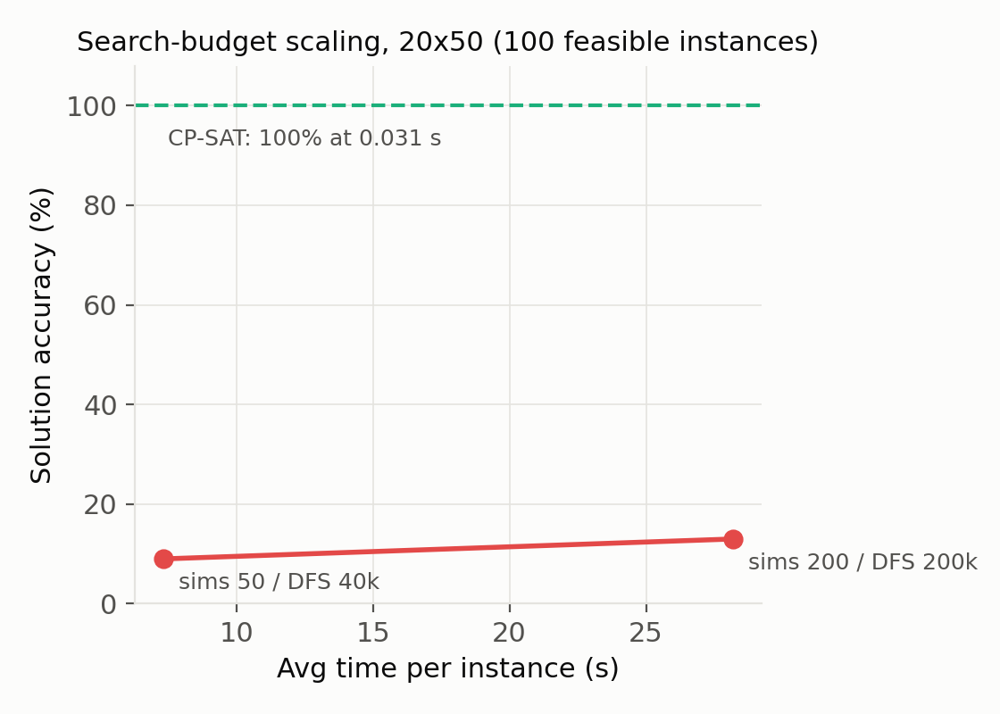 Search-budget scaling, 20x50 (100 feasible instances)
100
CP-SAT: 100% at 0.031 s
80
60
40
20
0
Solution accuracy (%)
sims 50 / DFS 40k
sims 200 / DFS 200k
10 15 20 25
Avg time per instance (s)